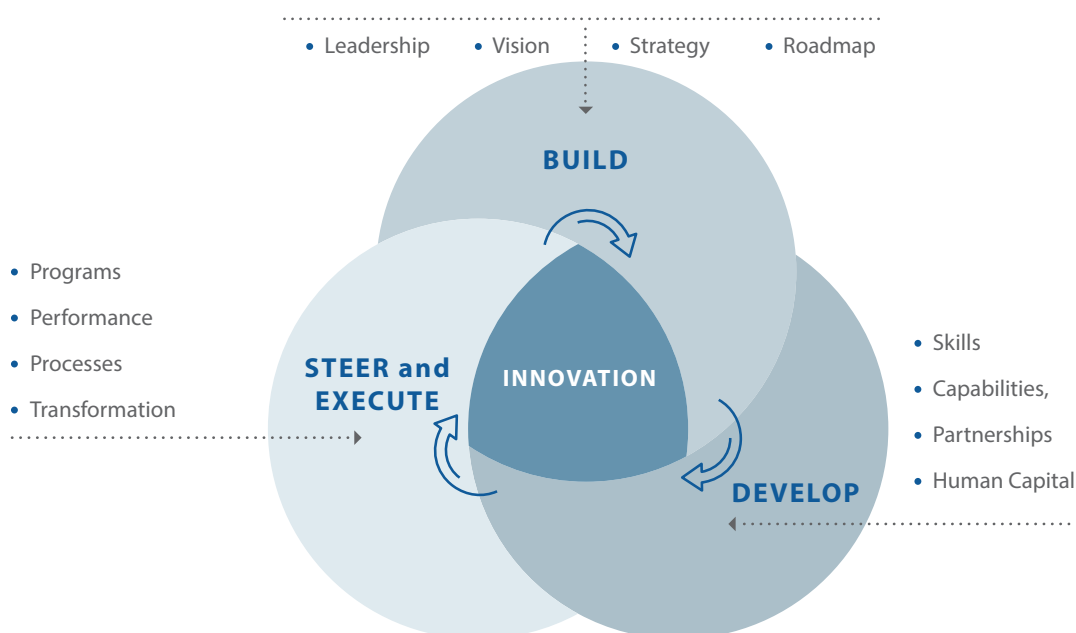 • Leadership • Vision • Strategy • Roadmap
BUILD
• Programs
• Performance
• Processes
• Transformation
STEER and
EXECUTE
INNOVATION
• Skills
• Capabilities,
• Partnerships
• Human Capital
DEVELOP